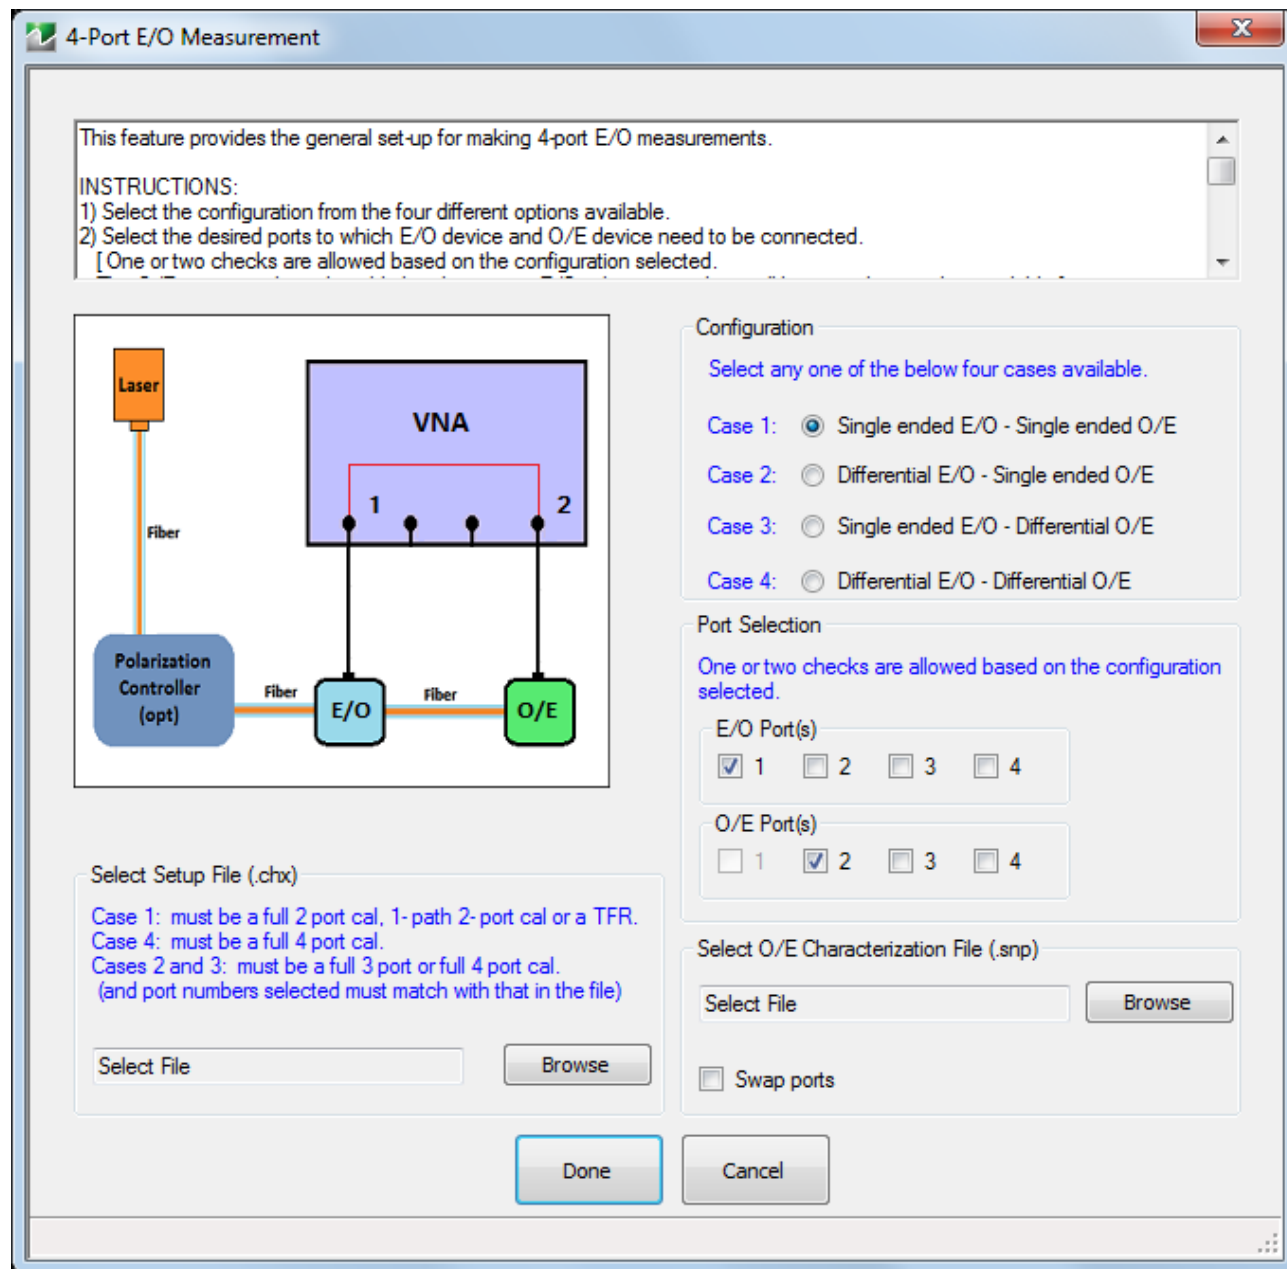 4-Port E/O Measurement
This feature provides the general set-up for making 4-port E/O measurements.
INSTRUCTIONS:
1) Select the configuration from the four different options available.
2) Select the desired ports to which E/O device and O/E device need to be connected.
[ One or two checks are allowed based on the configuration selected.
Laser
VNA
1
2
Fiber
Polarization
Controller
(opt)
Fiber
E/O
Fiber
O/E
Configuration
Select any one of the below four cases available.
Case 1: Single ended E/O - Single ended O/E
Case 2: Differential E/O - Single ended O/E
Case 3: Single ended E/O - Differential O/E
Case 4: Differential E/O - Differential O/E
Port Selection
One or two checks are allowed based on the configuration
selected.
E/O Port(s)
1 2 3 4
O/E Port(s)
1 2 3 4
Select Setup File (.chx)
Case 1: must be a full 2 port cal, 1- path 2- port cal or a TFR.
Case 4: must be a full 4 port cal.
Cases 2 and 3: must be a full 3 port or full 4 port cal.
(and port numbers selected must match with that in the file)
Select File
Browse
Select O/E Characterization File (.snp)
Select File
Browse
Swap ports
Done
Cancel